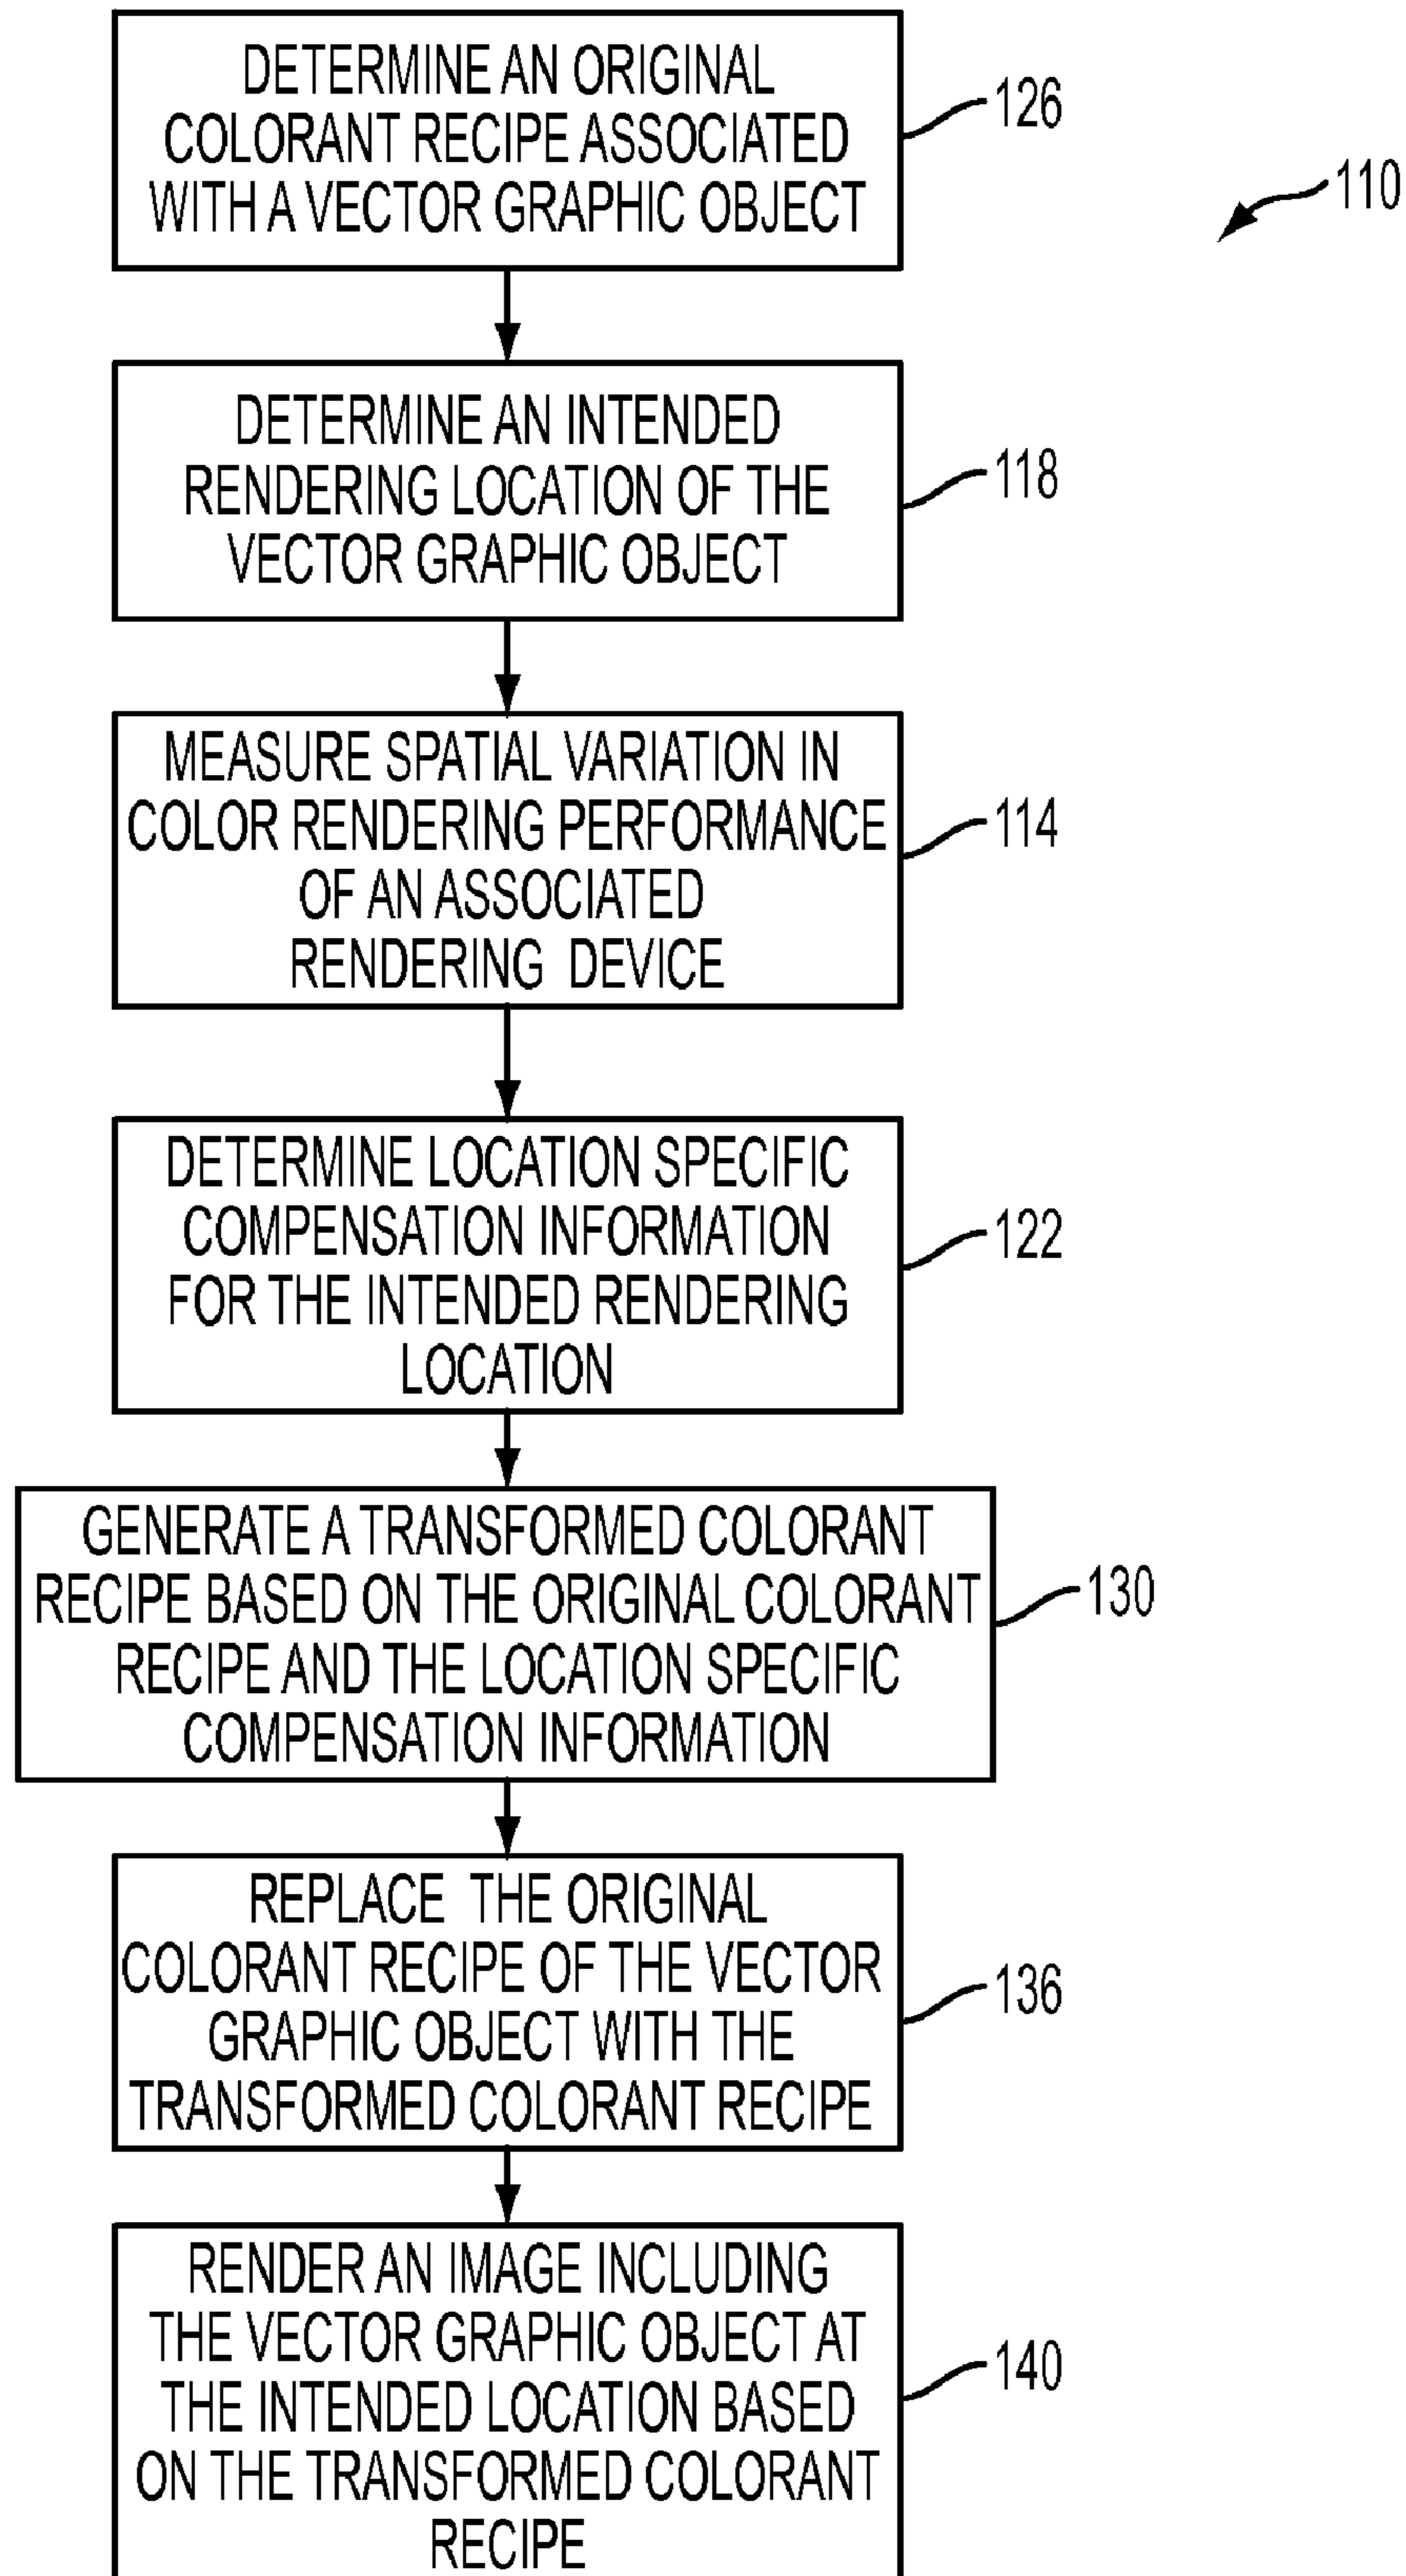 DETERMINE AN ORIGINAL
COLORANT RECIPE ASSOCIATED
WITH A VECTOR GRAPHIC OBJECT
126
110
DETERMINE AN INTENDED
RENDERING LOCATION OF THE
VECTOR GRAPHIC OBJECT
118
MEASURE SPATIAL VARIATION IN
COLOR RENDERING PERFORMANCE
OF AN ASSOCIATED
RENDERING DEVICE
114
DETERMINE LOCATION SPECIFIC
COMPENSATION INFORMATION
FOR THE INTENDED RENDERING
LOCATION
122
GENERATE A TRANSFORMED COLORANT
RECIPE BASED ON THE ORIGINAL COLORANT
RECIPE AND THE LOCATION SPECIFIC
COMPENSATION INFORMATION
130
REPLACE THE ORIGINAL
COLORANT RECIPE OF THE VECTOR
GRAPHIC OBJECT WITH THE
TRANSFORMED COLORANT RECIPE
136
RENDER AN IMAGE INCLUDING
THE VECTOR GRAPHIC OBJECT AT
THE INTENDED LOCATION BASED
ON THE TRANSFORMED COLORANT
RECIPE
140